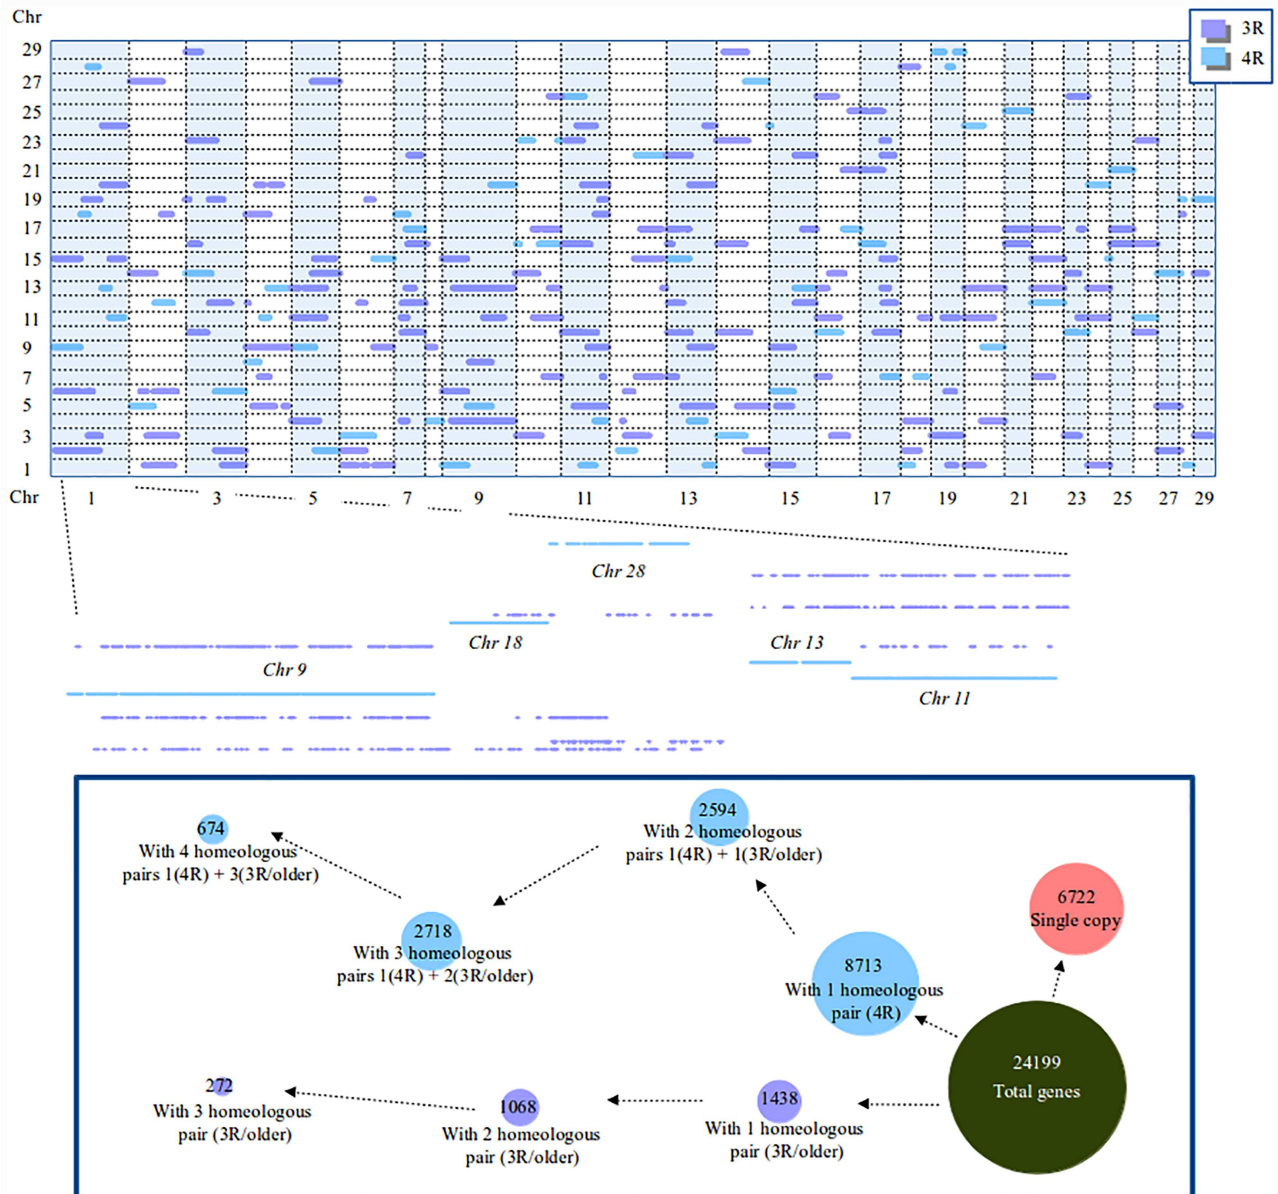 Chr
3R
4R
29
27
25
23
21
19
17
15
13
11
9
7
5
3
1
Chr 1 3 5 7 9 11 13 15 17 19 21 23 25 27 29
Chr 28
Chr 18
Chr 13
Chr 9
Chr 11
674
With 4 homeologous
pairs 1(4R) + 3(3R/older)
2594
With 2 homeologous
pairs 1(4R) + 1(3R/older)
6722
Single copy
2718
With 3 homeologous
pairs 1(4R) + 2(3R/older)
8713
With 1 homeologous
pair (4R)
24199
Total genes
272
With 3 homeologous
pair (3R/older)
1068
With 2 homeologous
pair (3R/older)
1438
With 1 homeologous
pair (3R/older)